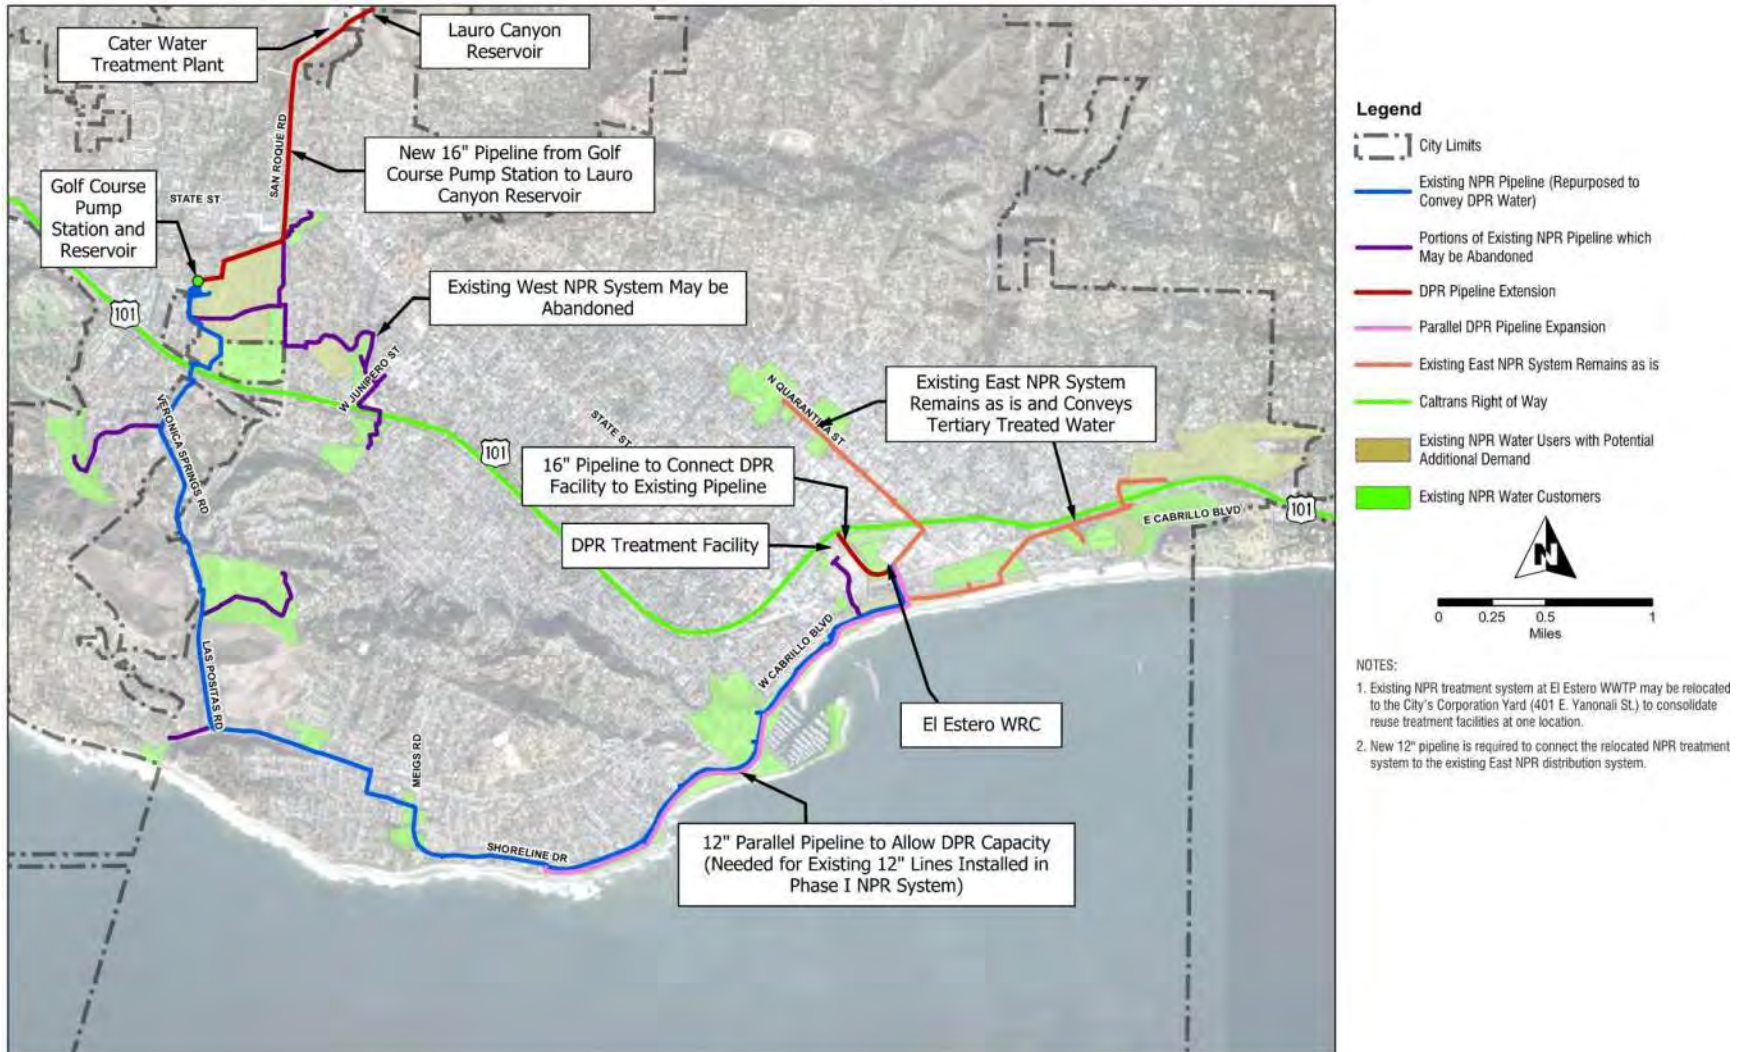 Cater Water
Treatment Plant
Lauro Canyon
Reservoir
SAN ROQUE RD
New 16" Pipeline from Golf
Course Pump Station to Lauro
Canyon Reservoir
Golf Course
Pump
Station and
Reservoir
STATE ST
101
Existing West NPR System May be
Abandoned
W JUNIPERO ST
VERONICA SPRINGS RD
101
STATE ST
N QUARANTINA ST
Existing East NPR System
Remains as is and Conveys
Tertiary Treated Water
16" Pipeline to Connect DPR
Facility to Existing Pipeline
DPR Treatment Facility
E CABRILLO BLVD
101
LAS POSITAS RD
W CABRILLO BLVD
El Estero WRC
MEIGS RD
SHORELINE DR
12" Parallel Pipeline to Allow DPR Capacity
(Needed for Existing 12" Lines Installed in
Phase I NPR System)
Legend
City Limits
Existing NPR Pipeline (Repurposed to
Convey DPR Water)
Portions of Existing NPR Pipeline which
May be Abandoned
DPR Pipeline Extension
Parallel DPR Pipeline Expansion
Existing East NPR System Remains as is
Caltrans Right of Way
Existing NPR Water Users with Potential
Additional Demand
Existing NPR Water Customers
N
0 0.25 0.5 1
Miles
NOTES:
1. Existing NPR treatment system at El Estero WWTP may be relocated
to the City's Corporation Yard (401 E. Yanonali St.) to consolidate
reuse treatment facilities at one location.
2. New 12" pipeline is required to connect the relocated NPR treatment
system to the existing East NPR distribution system.